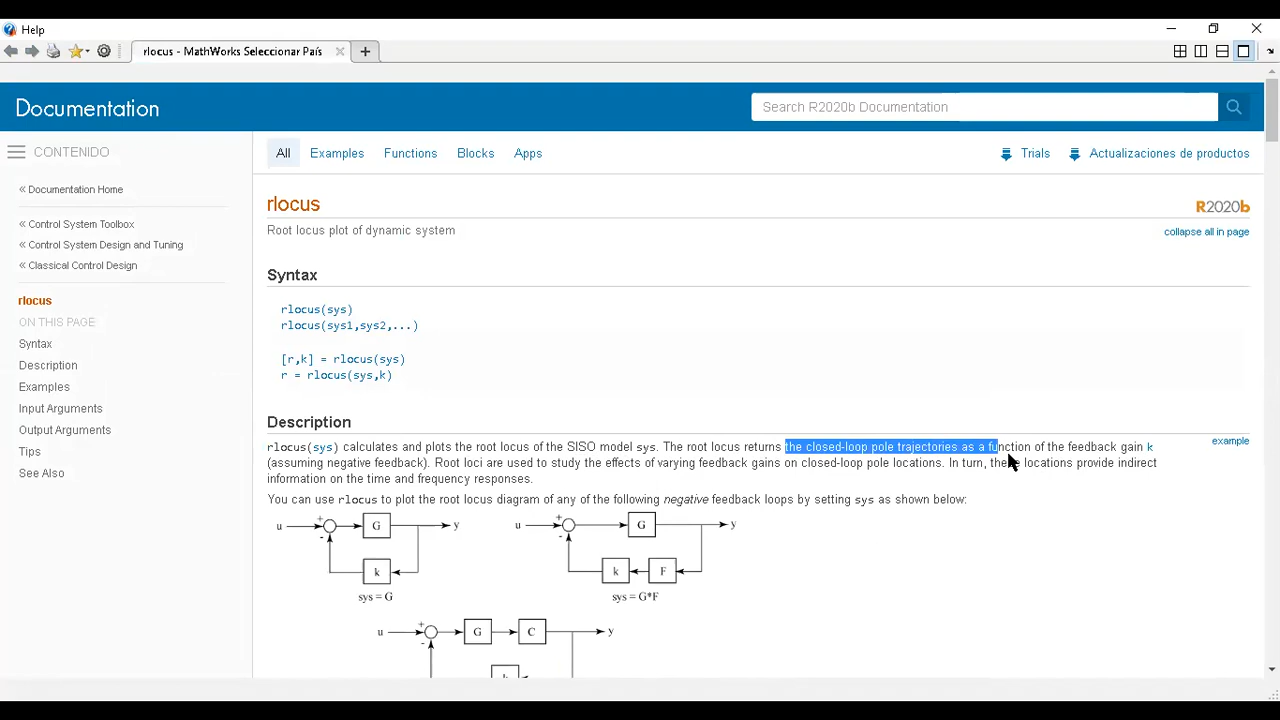 Help
rlocus - MathWorks Seleccionar País
Documentation
Search R2020b Documentation
CONTENIDO
« Documentation Home
« Control System Toolbox
« Control System Design and Tuning
« Classical Control Design
rlocus
ON THIS PAGE
Syntax
Description
Examples
Input Arguments
Output Arguments
Tips
See Also
All Examples Functions Blocks Apps Trials Actualizaciones de productos
rlocus
R2020b
Root locus plot of dynamic system
collapse all in page
Syntax
rlocus(sys)
rlocus(sys1,sys2,...)
[r,k] = rlocus(sys)
r = rlocus(sys,k)
Description
rlocus(sys) calculates and plots the root locus of the SISO model sys. The root locus returns the closed-loop pole trajectories as a function of the feedback gain k
example
(assuming negative feedback). Root loci are used to study the effects of varying feedback gains on closed-loop pole locations. In turn, these locations provide indirect
information on the time and frequency responses.
You can use rlocus to plot the root locus diagram of any of the following negative feedback loops by setting sys as shown below:
u + - G y
k
sys = G
u + - G y
k F
sys = G*F
u + - G C y